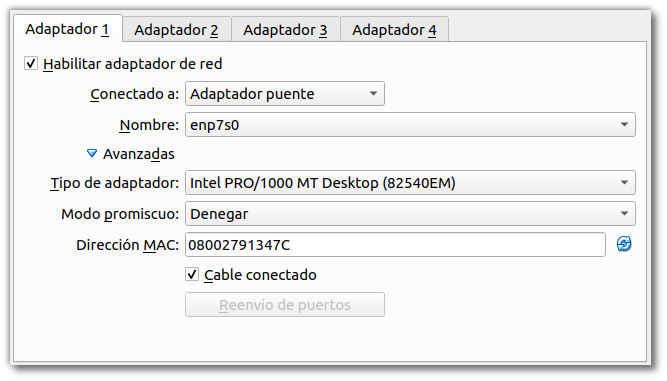 Adaptador 1 Adaptador 2 Adaptador 3 Adaptador 4
Habilitar adaptador de red
Conectado a: Adaptador puente
Nombre: enp7s0
Avanzadas
Tipo de adaptador: Intel PRO/1000 MT Desktop (82540EM)
Modo promiscuo: Denegar
Dirección MAC: 08002791347C
Cable conectado
Reenvío de puertos